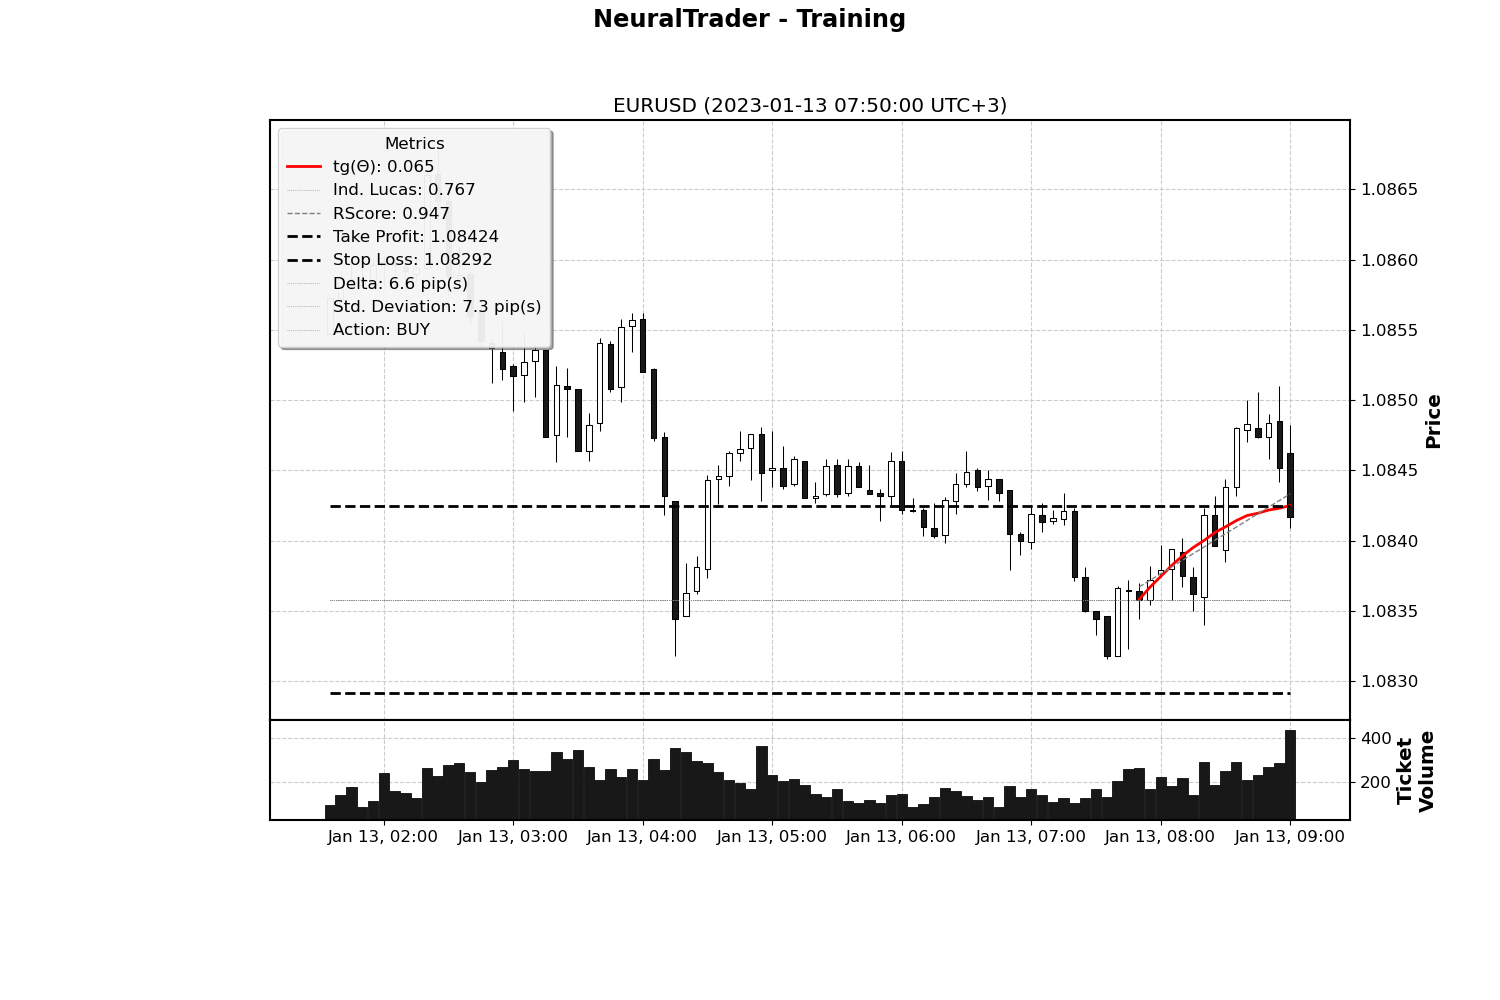 NeuralTrader - Training
EURUSD (2023-01-13 07:50:00 UTC+3)
Metrics
tg(Θ): 0.065
Ind. Lucas: 0.767
RScore: 0.947
Take Profit: 1.08424
Stop Loss: 1.08292
Delta: 6.6 pip(s)
Std. Deviation: 7.3 pip(s)
Action: BUY
1.0865
1.0860
1.0855
1.0850
1.0845
1.0840
1.0835
1.0830
Price
400
200
Ticket
Volume
Jan 13, 02:00
Jan 13, 03:00
Jan 13, 04:00
Jan 13, 05:00
Jan 13, 06:00
Jan 13, 07:00
Jan 13, 08:00
Jan 13, 09:00